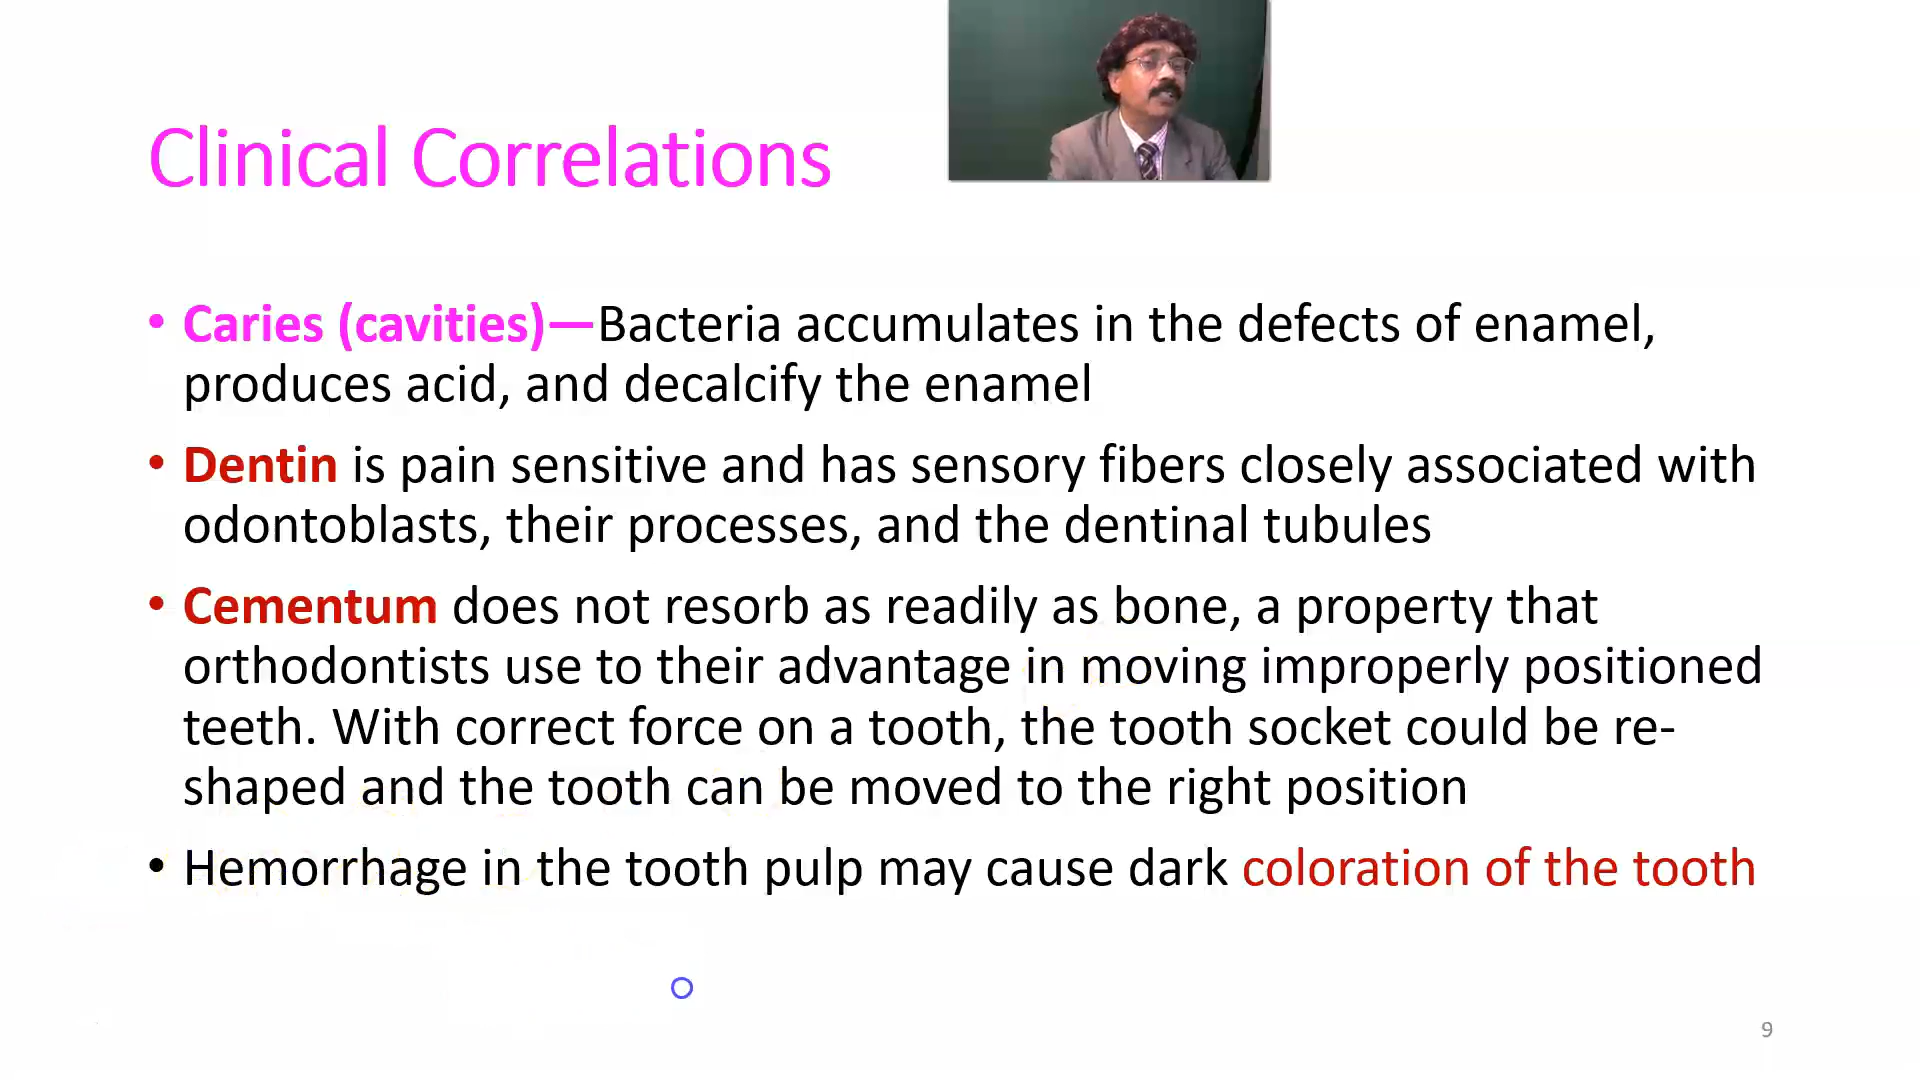 Clinical Correlations
• Caries (cavities)—Bacteria accumulates in the defects of enamel,
produces acid, and decalcify the enamel
• Dentin is pain sensitive and has sensory fibers closely associated with
odontoblasts, their processes, and the dentinal tubules
• Cementum does not resorb as readily as bone, a property that
orthodontists use to their advantage in moving improperly positioned
teeth. With correct force on a tooth, the tooth socket could be re-
shaped and the tooth can be moved to the right position
• Hemorrhage in the tooth pulp may cause dark coloration of the tooth
9